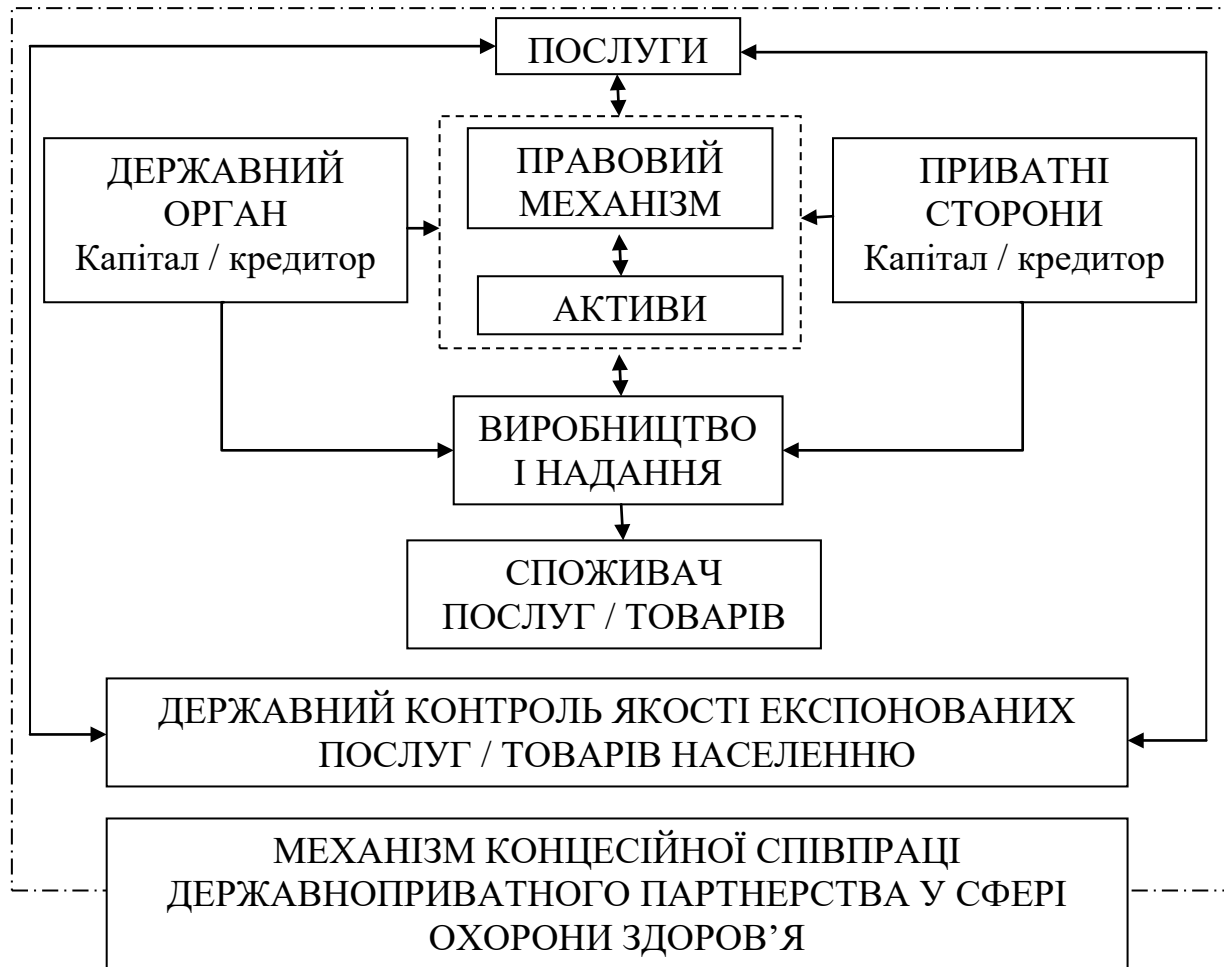 ПОСЛУГИ
ДЕРЖАВНИЙ
ОРГАН
Капітал / кредитор
ПРАВОВИЙ
МЕХАНІЗМ
АКТИВИ
ПРИВАТНІ
СТОРОНИ
Капітал / кредитор
ВИРОБНИЦТВО
І НАДАННЯ
СПОЖИВАЧ
ПОСЛУГ / ТОВАРІВ
ДЕРЖАВНИЙ КОНТРОЛЬ ЯКОСТІ ЕКСПОНОВАНИХ
ПОСЛУГ / ТОВАРІВ НАСЕЛЕННЮ
МЕХАНІЗМ КОНЦЕСІЙНОЇ СПІВПРАЦІ
ДЕРЖАВНОПРИВАТНОГО ПАРТНЕРСТВА У СФЕРІ
ОХОРОНИ ЗДОРОВ’Я